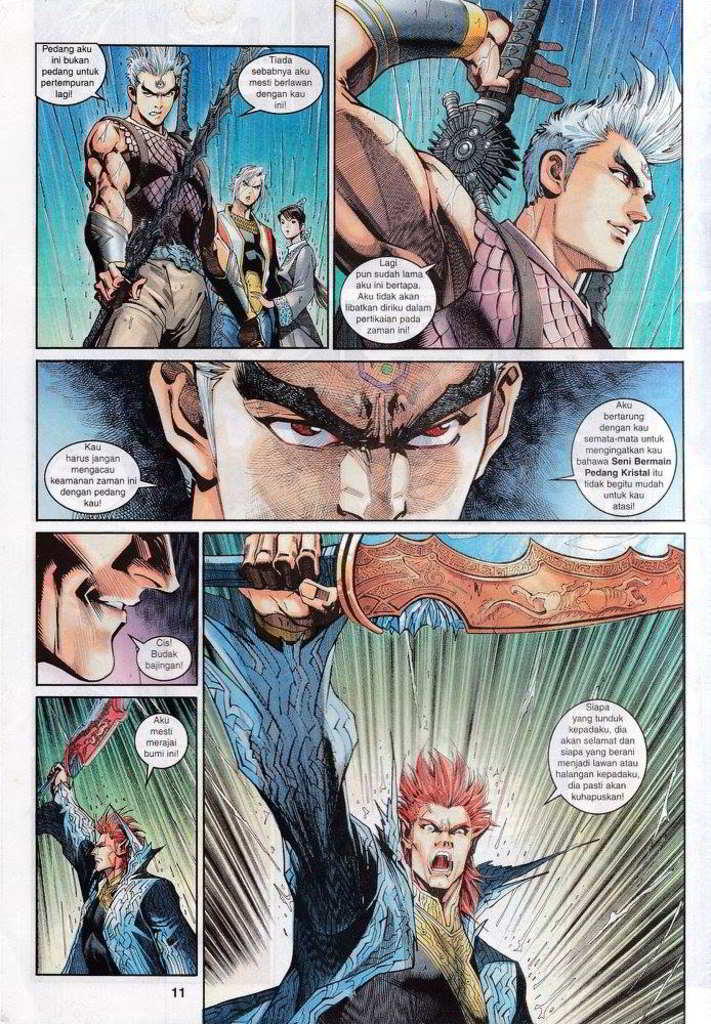 Pedang aku
ini bukan
pedang untuk
pertempuran
lagi!
Tiada
sebabnya aku
mesti berlawan
dengan kau
ini!
Lagi
pun sudah lama
aku ini bertapa.
Aku tidak akan
libatkan diriku dalam
pertikaian pada
zaman ini!
Kau
harus jangan
mengacau
keamanan zaman ini
dengan pedang
kau!
Aku
bertarung
dengan kau
semata-mata untuk
mengingatkan kau
bahawa Seni Bermain
Pedang Kristal itu
tidak begitu mudah
untuk kau
atasi!
Cis!
Budak
bajingan!
Aku
mesti
merajai
bumi ini!
Siapa
yang tunduk
kepadaku, dia
akan selamat dan
siapa yang berani
menjadi lawan atau
halangan kepadaku,
dia pasti akan
kuhapuskan!
11